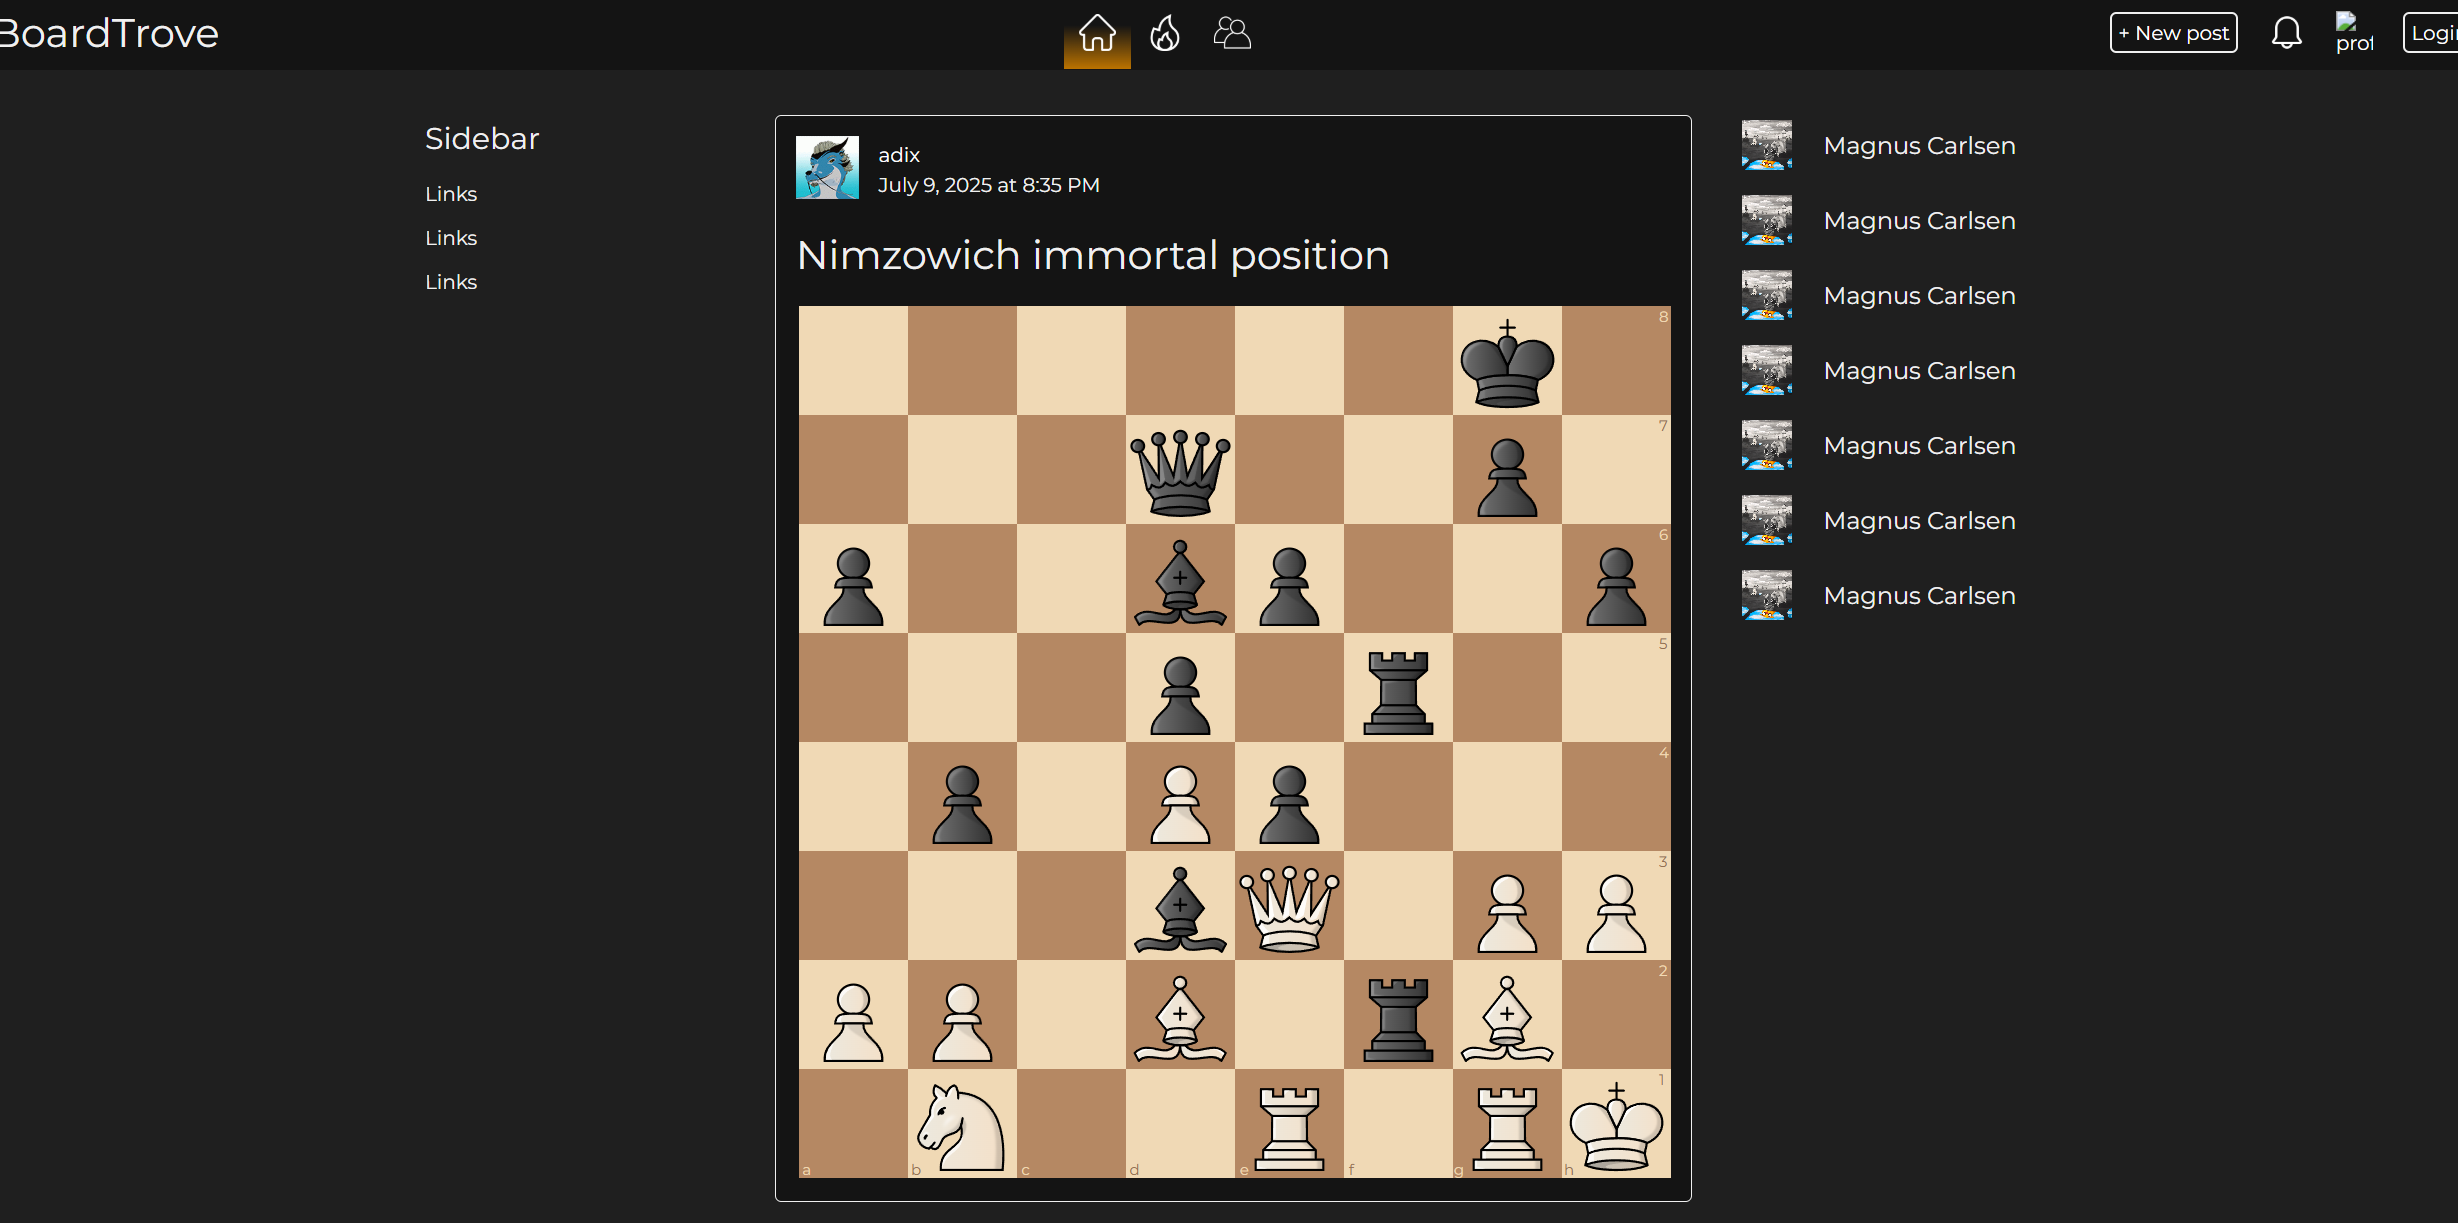 BoardTrove
+ New post
prof
Login
Sidebar
Links
Links
Links
adix
July 9, 2025 at 8:35 PM
Nimzowich immortal position
8
7
6
5
4
3
2
1
a b c d e f g h
Magnus Carlsen
Magnus Carlsen
Magnus Carlsen
Magnus Carlsen
Magnus Carlsen
Magnus Carlsen
Magnus Carlsen